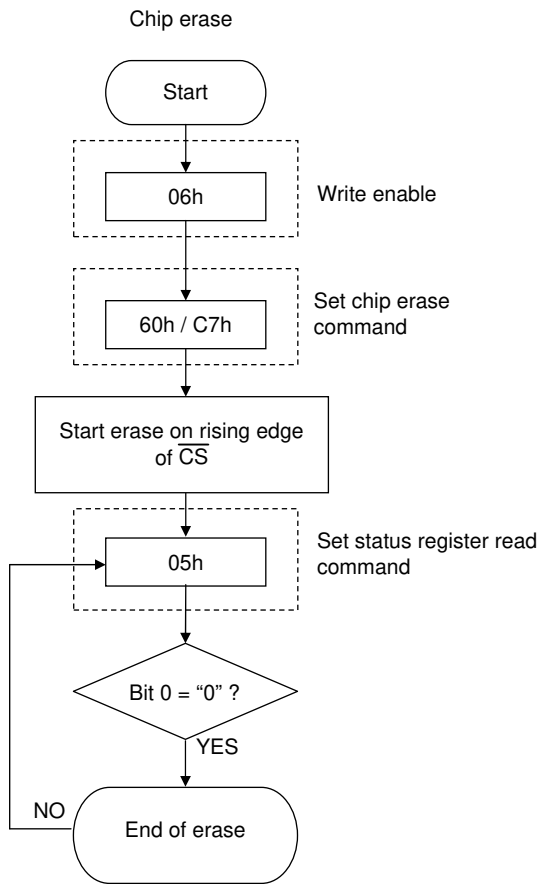 Chip erase
Start
06h
Write enable
60h / C7h
Set chip erase
command
Start erase on rising edge
of C̅S̅
05h
Set status register read
command
Bit 0 = “0” ?
YES
NO
End of erase